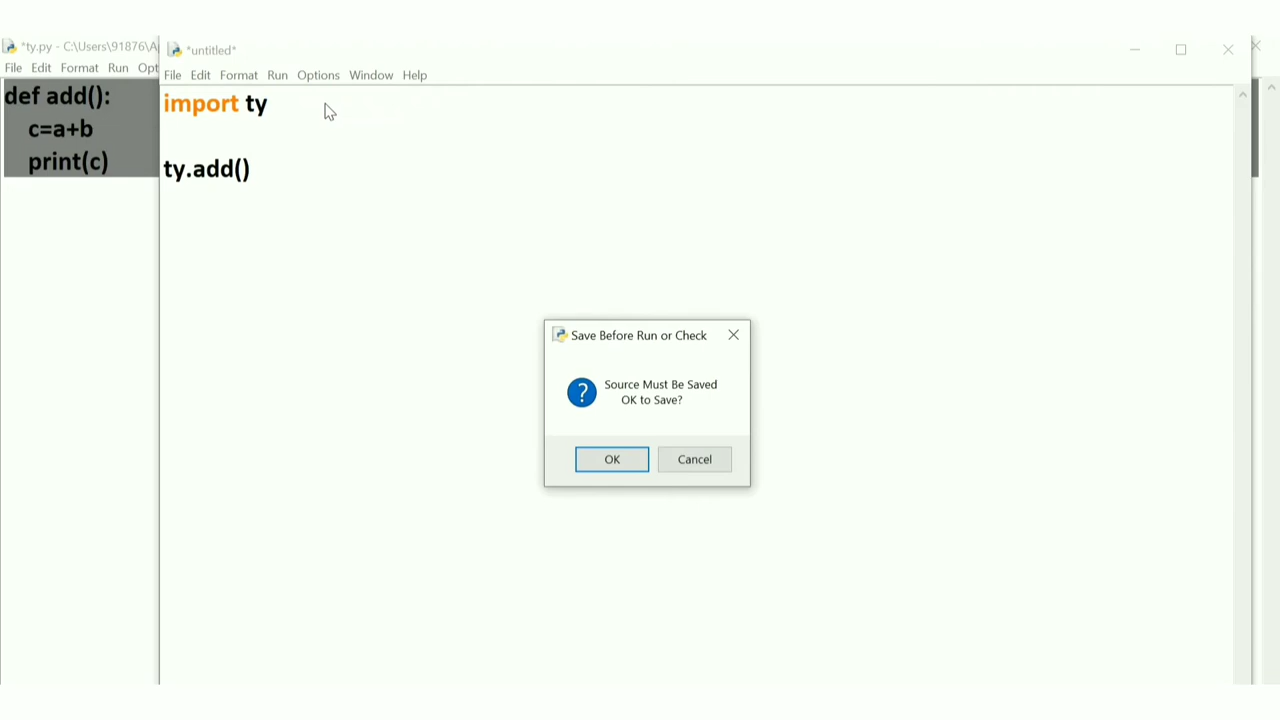 *ty.py - C:\Users\91876\A
File Edit Format Run Opt
def add():
    c=a+b
    print(c)
*untitled*
File Edit Format Run Options Window Help
import ty
ty.add()
Save Before Run or Check
Source Must Be Saved
OK to Save?
OK Cancel